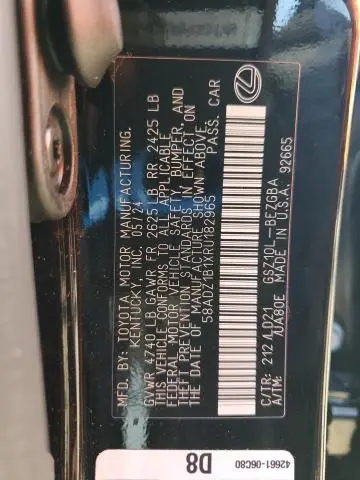 MFD. BY: TOYOTA MOTOR MANUFACTURING,
KENTUCKY, INC. 05/24
GVWR 4740 LB GAWR FR 2625 LB RR 2425 LB
THIS VEHICLE CONFORMS TO ALL APPLICABLE
FEDERAL MOTOR VEHICLE SAFETY, BUMPER, AND
THEFT PREVENTION STANDARDS IN EFFECT ON
THE DATE OF MANUFACTURE SHOWN ABOVE.
58ADZ1B1XRU182965 PASS. CAR
C/TR: 212 /LD21 GSZ10L-BEZGBA
A/TM: /UA80E MADE IN U.S.A. 92665
D8
42661-06C80